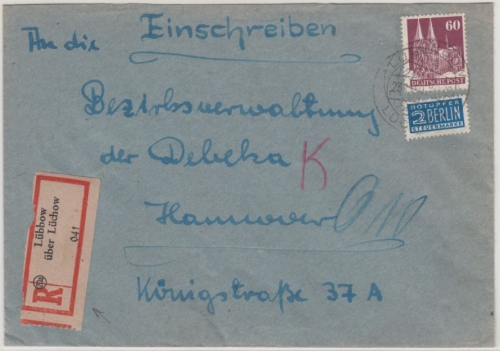 Einschreiben
An die
Bezirksverwaltung
der Debeka K
Hannover
Königstraße 37 A
60
DEUTSCHE POST
NOTOPFER
2 BERLIN
STEUERMARKE
Lübbow
über Lüchow
941
R